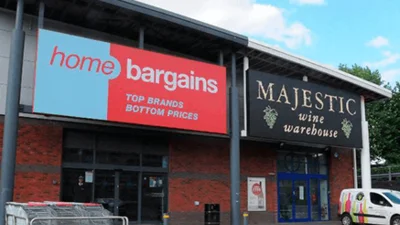 home bargains
TOP BRANDS
BOTTOM PRICES
MAJESTIC
wine
warehouse